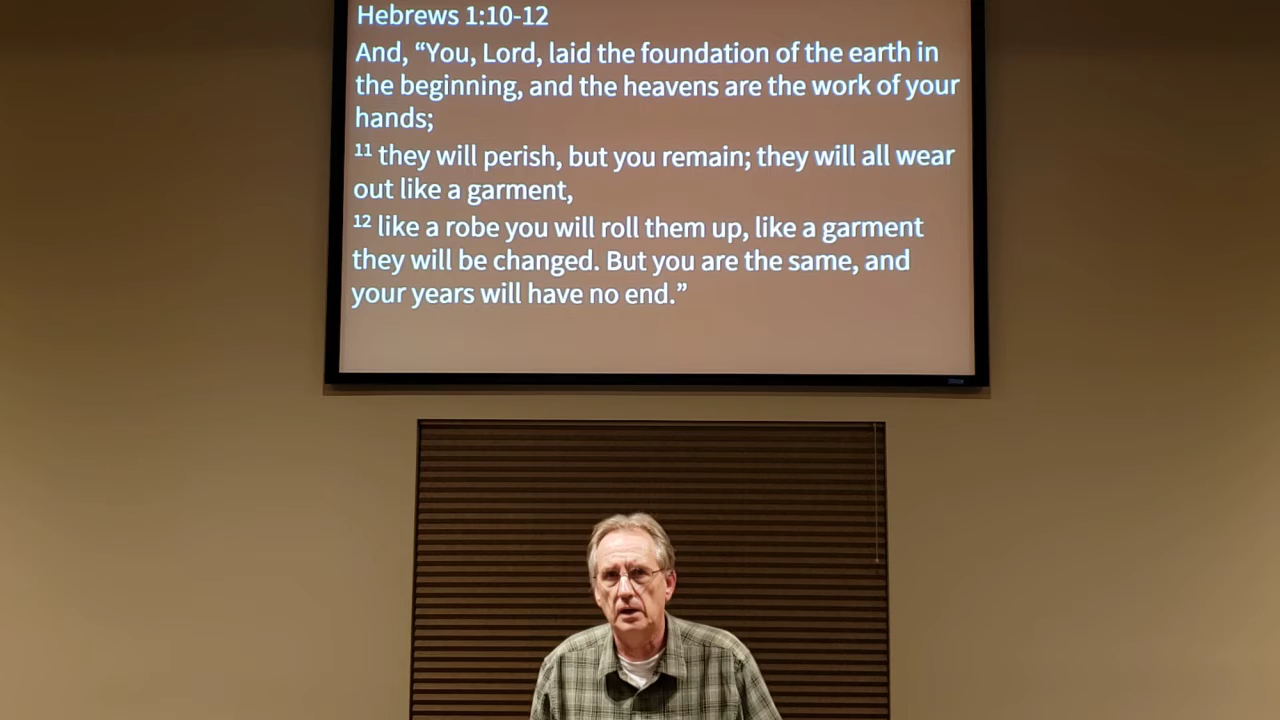 Hebrews 1:10-12
And, “You, Lord, laid the foundation of the earth in
the beginning, and the heavens are the work of your
hands;
¹¹ they will perish, but you remain; they will all wear
out like a garment,
¹² like a robe you will roll them up, like a garment
they will be changed. But you are the same, and
your years will have no end.”